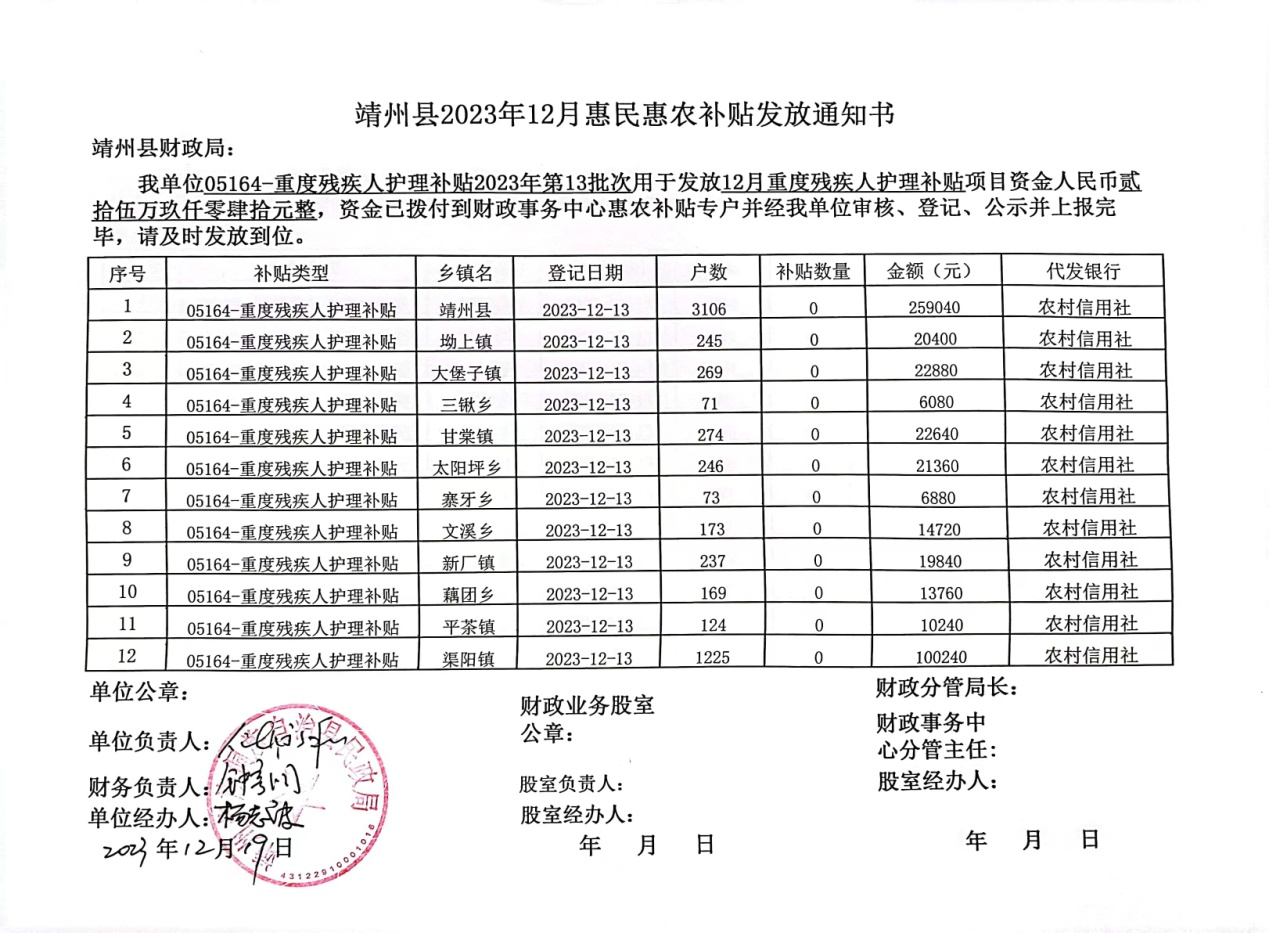 靖州县2023年12月惠民惠农补贴发放通知书
靖州县财政局：
我单位05164-重度残疾人护理补贴2023年第13批次用于发放12月重度残疾人护理补贴项目资金人民币贰
拾伍万玖仟零肆拾元整，资金已拨付到财政事务中心惠农补贴专户并经我单位审核、登记、公示并上报完
毕，请及时发放到位。
序号 补贴类型 乡镇名 登记日期 户数 补贴数量 金额（元） 代发银行
1 05164-重度残疾人护理补贴 靖州县 2023-12-13 3106 0 259040 农村信用社
2 05164-重度残疾人护理补贴 坳上镇 2023-12-13 245 0 20400 农村信用社
3 05164-重度残疾人护理补贴 大堡子镇 2023-12-13 269 0 22880 农村信用社
4 05164-重度残疾人护理补贴 三锹乡 2023-12-13 71 0 6080 农村信用社
5 05164-重度残疾人护理补贴 甘棠镇 2023-12-13 274 0 22640 农村信用社
6 05164-重度残疾人护理补贴 太阳坪乡 2023-12-13 246 0 21360 农村信用社
7 05164-重度残疾人护理补贴 寨牙乡 2023-12-13 73 0 6880 农村信用社
8 05164-重度残疾人护理补贴 文溪乡 2023-12-13 173 0 14720 农村信用社
9 05164-重度残疾人护理补贴 新厂镇 2023-12-13 237 0 19840 农村信用社
10 05164-重度残疾人护理补贴 藕团乡 2023-12-13 169 0 13760 农村信用社
11 05164-重度残疾人护理补贴 平茶镇 2023-12-13 124 0 10240 农村信用社
12 05164-重度残疾人护理补贴 渠阳镇 2023-12-13 1225 0 100240 农村信用社
单位公章：
单位负责人：
财务负责人：
单位经办人：杨志波
2023年12月19日
自治县民政局
43122910001016
财政业务股室
公章：
股室负责人：
股室经办人：
年 月 日
财政分管局长：
财政事务中
心分管主任：
股室经办人：
年 月 日